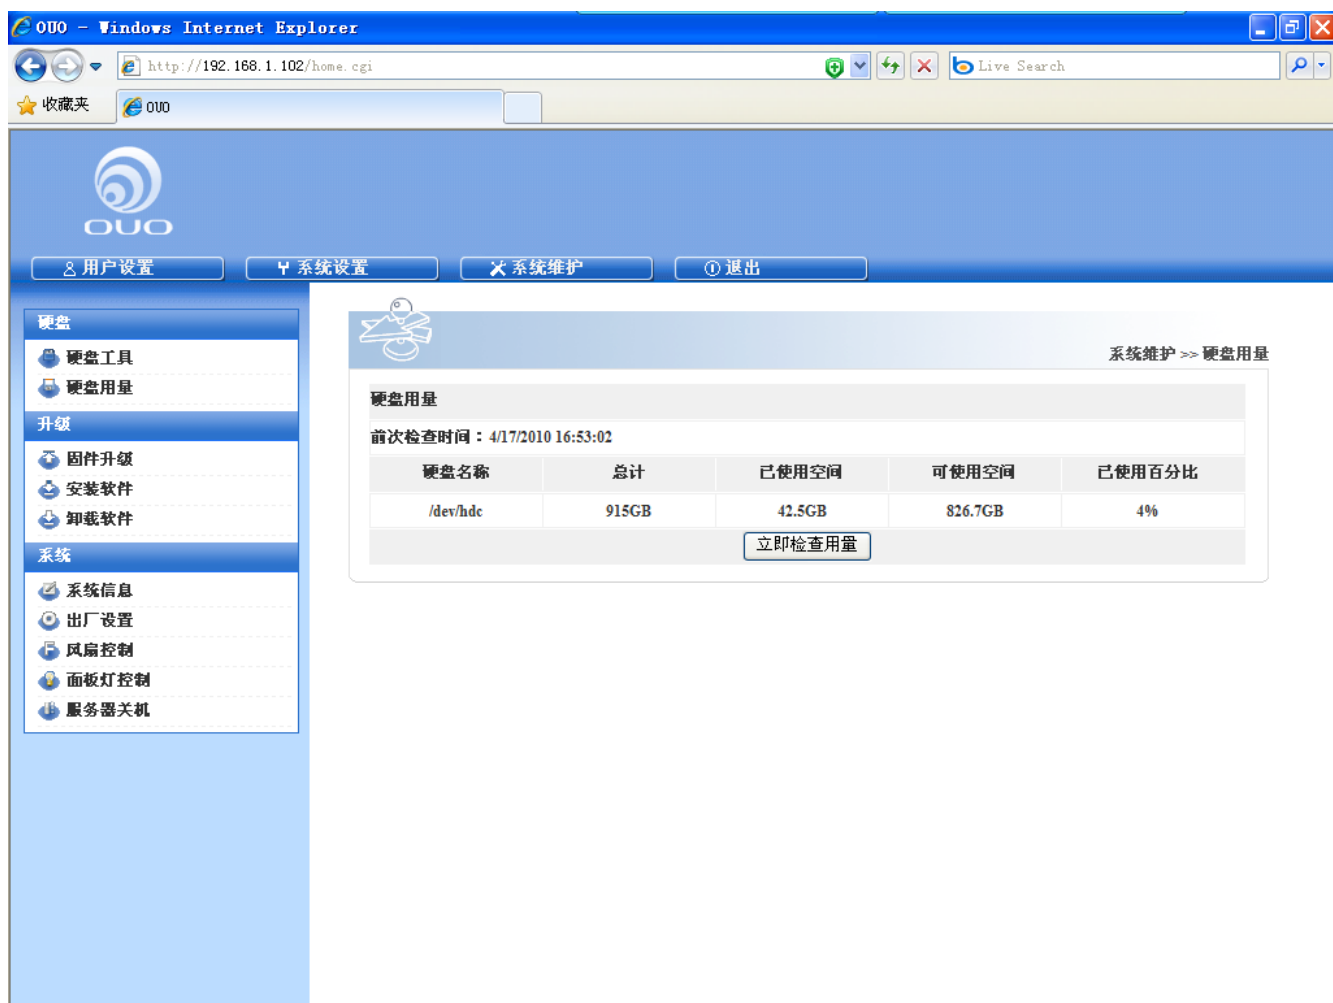 OUO - Windows Internet Explorer
http://192.168.1.102/home.cgi
Live Search
收藏夹
OUO
OUO
用户设置
系统设置
系统维护
退出
硬盘
硬盘工具
硬盘用量
升级
固件升级
安装软件
卸载软件
系统
系统信息
出厂设置
风扇控制
面板灯控制
服务器关机
系统维护 >> 硬盘用量
硬盘用量
前次检查时间：4/17/2010 16:53:02
硬盘名称 总计 已使用空间 可使用空间 已使用百分比
/dev/hdc 915GB 42.5GB 826.7GB 4%
立即检查用量